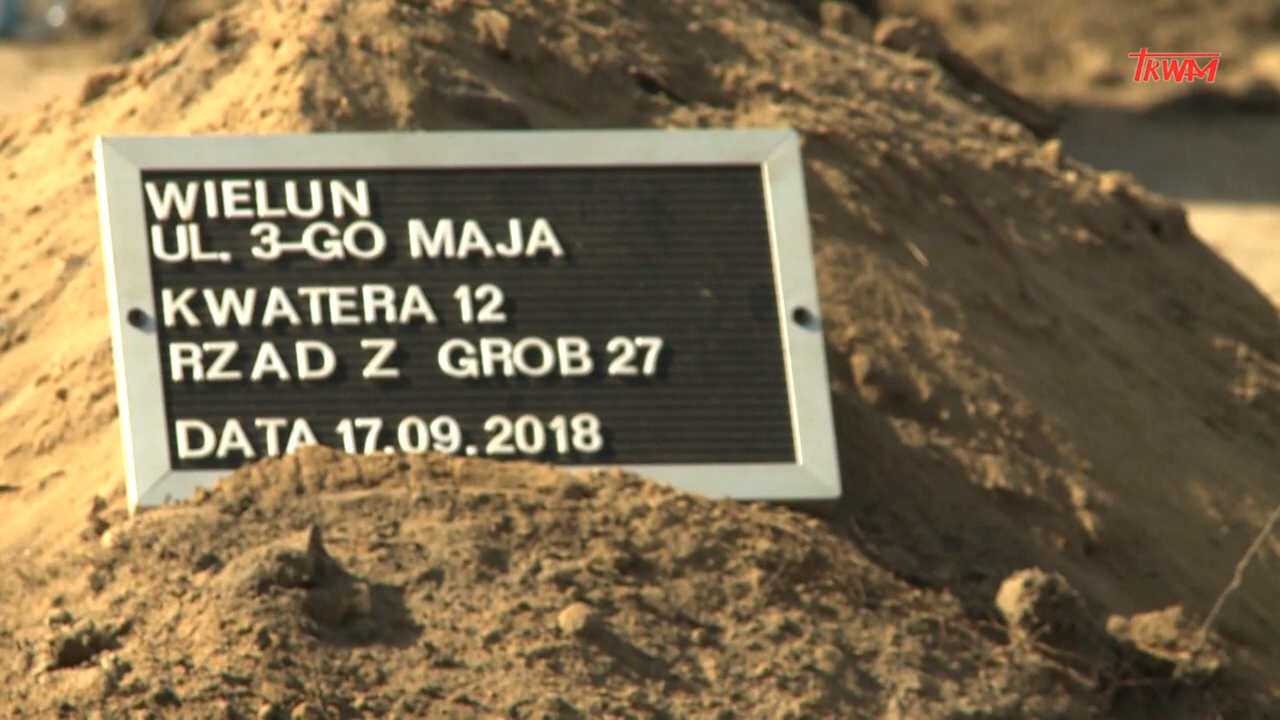 TRWAM
WIELUN
UL. 3-GO MAJA
KWATERA 12
RZAD Z GROB 27
DATA 17.09.2018